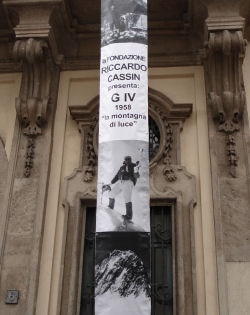 la FONDAZIONE
RICCARDO
CASSIN
presenta:
G IV
1958
"la montagna
di luce"